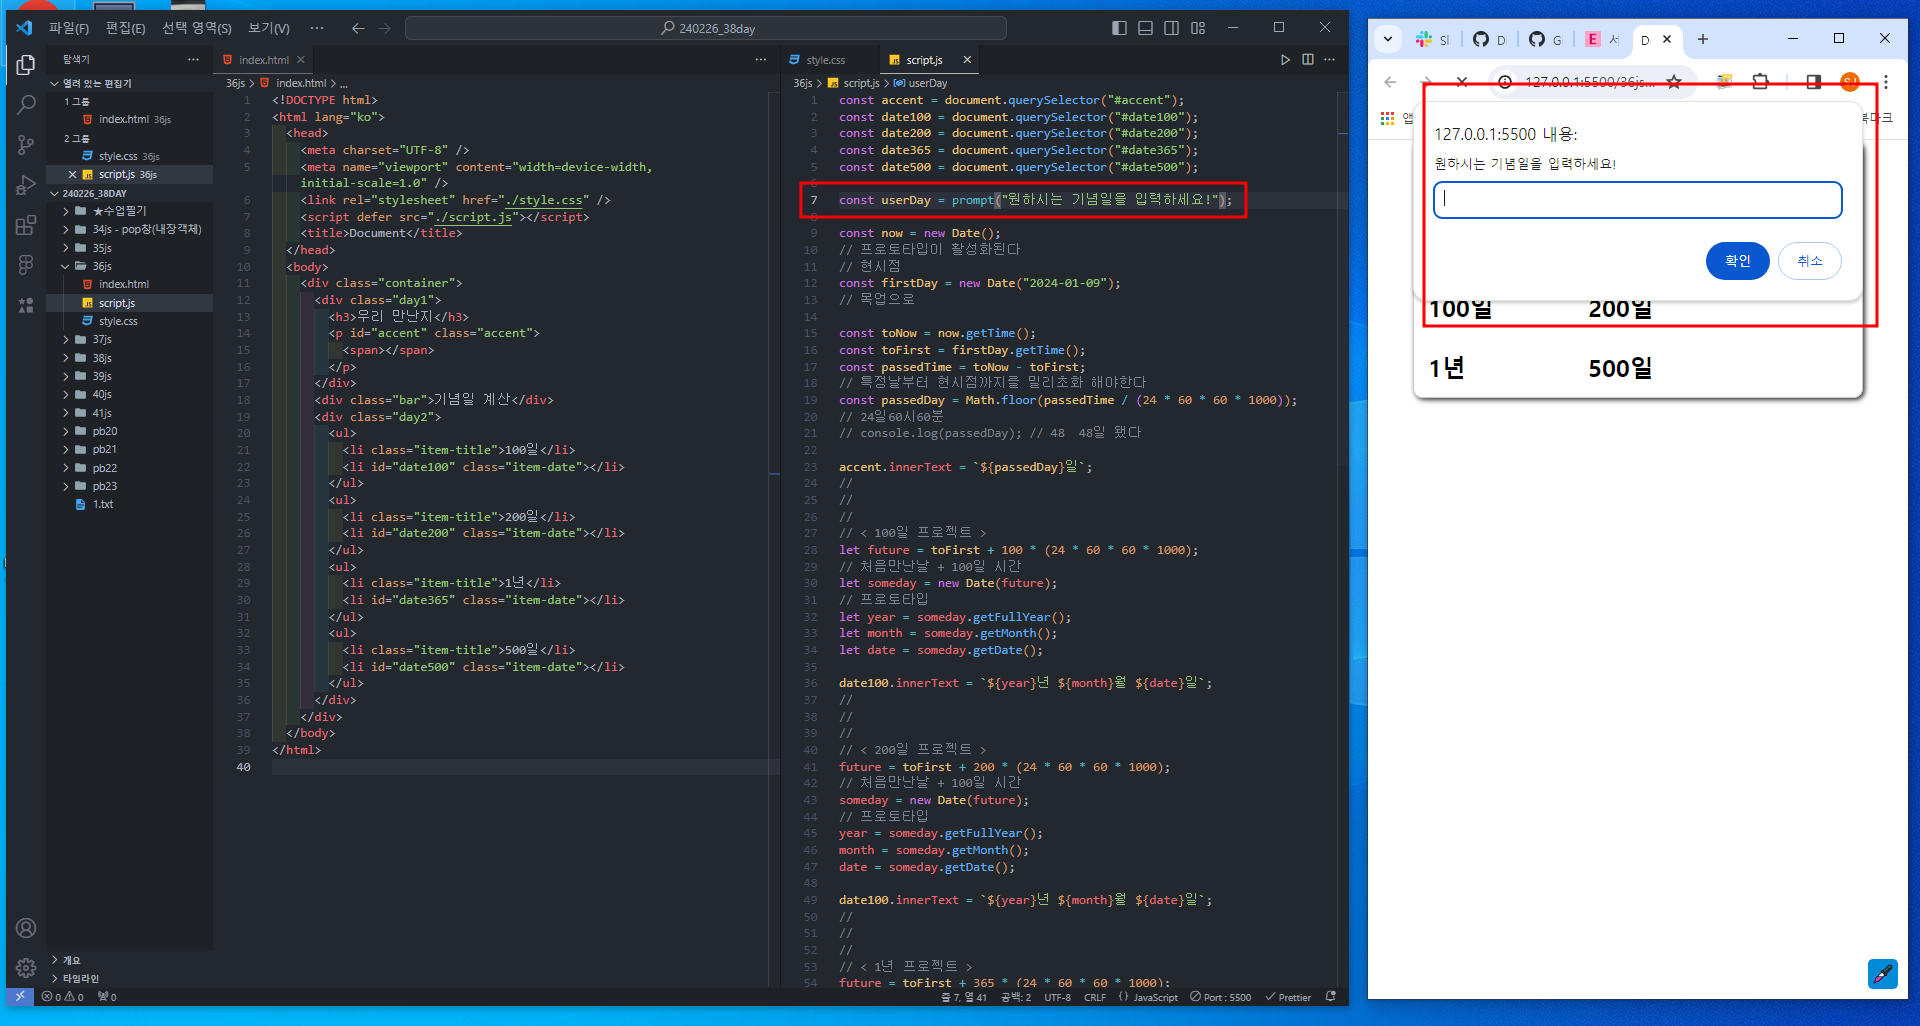 파일(F) 편집(E) 선택 영역(S) 보기(V) ··· 240226_38day
탐색기 ···
열려 있는 편집기
1 그룹
index.html 36js
2 그룹
style.css 36js
script.js 36js
240226_38DAY
★수업필기
34js - pop창(내장객체)
35js
36js
index.html
script.js
style.css
37js
38js
39js
40js
41js
pb20
pb21
pb22
pb23
1.txt
개요
타임라인
index.html
36js > index.html > ...
1 <!DOCTYPE html>
2 <html lang="ko">
3 <head>
4 <meta charset="UTF-8" />
5 <meta name="viewport" content="width=device-width,
initial-scale=1.0" />
6 <link rel="stylesheet" href="./style.css" />
7 <script defer src="./script.js"></script>
8 <title>Document</title>
9 </head>
10 <body>
11 <div class="container">
12 <div class="day1">
13 <h3>우리 만난지</h3>
14 <p id="accent" class="accent">
15 <span></span>
16 </p>
17 </div>
18 <div class="bar">기념일 계산</div>
19 <div class="day2">
20 <ul>
21 <li class="item-title">100일</li>
22 <li id="date100" class="item-date"></li>
23 </ul>
24 <ul>
25 <li class="item-title">200일</li>
26 <li id="date200" class="item-date"></li>
27 </ul>
28 <ul>
29 <li class="item-title">1년</li>
30 <li id="date365" class="item-date"></li>
31 </ul>
32 <ul>
33 <li class="item-title">500일</li>
34 <li id="date500" class="item-date"></li>
35 </ul>
36 </div>
37 </div>
38 </body>
39 </html>
40
style.css script.js
36js > script.js > userDay
1 const accent = document.querySelector("#accent");
2 const date100 = document.querySelector("#date100");
3 const date200 = document.querySelector("#date200");
4 const date365 = document.querySelector("#date365");
5 const date500 = document.querySelector("#date500");
6
7 const userDay = prompt("원하시는 기념일을 입력하세요!");
8
9 const now = new Date();
10 // 프로토타입이 활성화된다
11 // 현시점
12 const firstDay = new Date("2024-01-09");
13 // 목업으로
14
15 const toNow = now.getTime();
16 const toFirst = firstDay.getTime();
17 const passedTime = toNow - toFirst;
18 // 특정날부터 현시점까지를 밀리초화 해야한다
19 const passedDay = Math.floor(passedTime / (24 * 60 * 60 * 1000));
20 // 24일60시60분
21 // console.log(passedDay); // 48 48일 됐다
22
23 accent.innerText = `${passedDay}일`;
24 //
25 //
26 //
27 // < 100일 프로젝트 >
28 let future = toFirst + 100 * (24 * 60 * 60 * 1000);
29 // 처음만난날 + 100일 시간
30 let someday = new Date(future);
31 // 프로토타입
32 let year = someday.getFullYear();
33 let month = someday.getMonth();
34 let date = someday.getDate();
35
36 date100.innerText = `${year}년 ${month}월 ${date}일`;
37 //
38 //
39 //
40 // < 200일 프로젝트 >
41 future = toFirst + 200 * (24 * 60 * 60 * 1000);
42 // 처음만난날 + 100일 시간
43 someday = new Date(future);
44 // 프로토타입
45 year = someday.getFullYear();
46 month = someday.getMonth();
47 date = someday.getDate();
48
49 date100.innerText = `${year}년 ${month}월 ${date}일`;
50 //
51 //
52 //
53 // < 1년 프로젝트 >
54 future = toFirst + 365 * (24 * 60 * 60 * 1000);
0 0 0 줄 7, 열 41 공백: 2 UTF-8 CRLF {} JavaScript Port : 5500 Prettier
Sl D Gi E 서 D
127.0.0.1:5500/36js...
앱 북마크
127.0.0.1:5500 내용:
원하시는 기념일을 입력하세요!
확인 취소
100일 200일
1년 500일